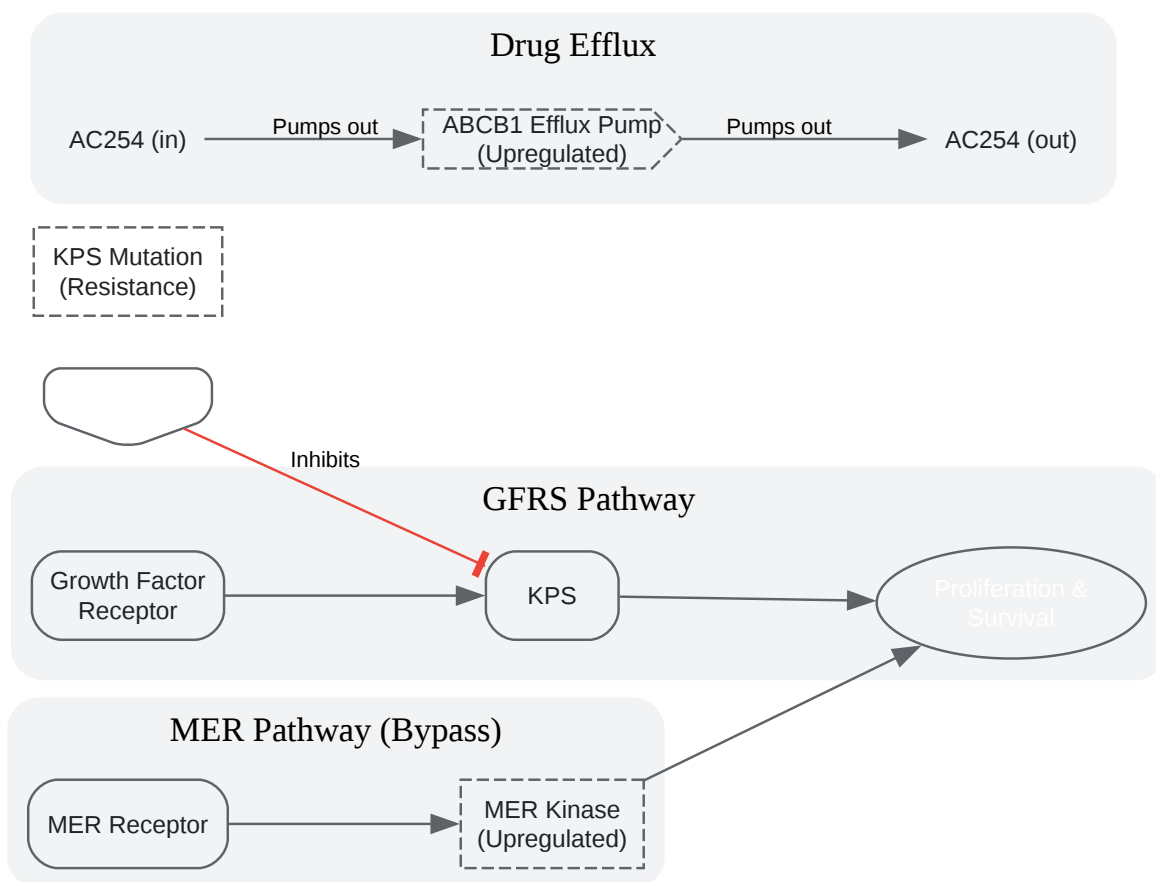 Drug Efflux
AC254 (in)
Pumps out
ABCB1 Efflux Pump
(Upregulated)
Pumps out
AC254 (out)
KPS Mutation
(Resistance)
Inhibits
GFRS Pathway
Growth Factor
Receptor
KPS
Proliferation &
Survival
MER Pathway (Bypass)
MER Receptor
MER Kinase
(Upregulated)